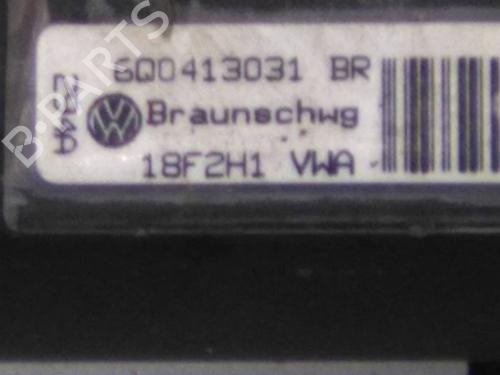 6Q0413031 BR
Braunschwg
18F2H1 VWA
B-PARTS